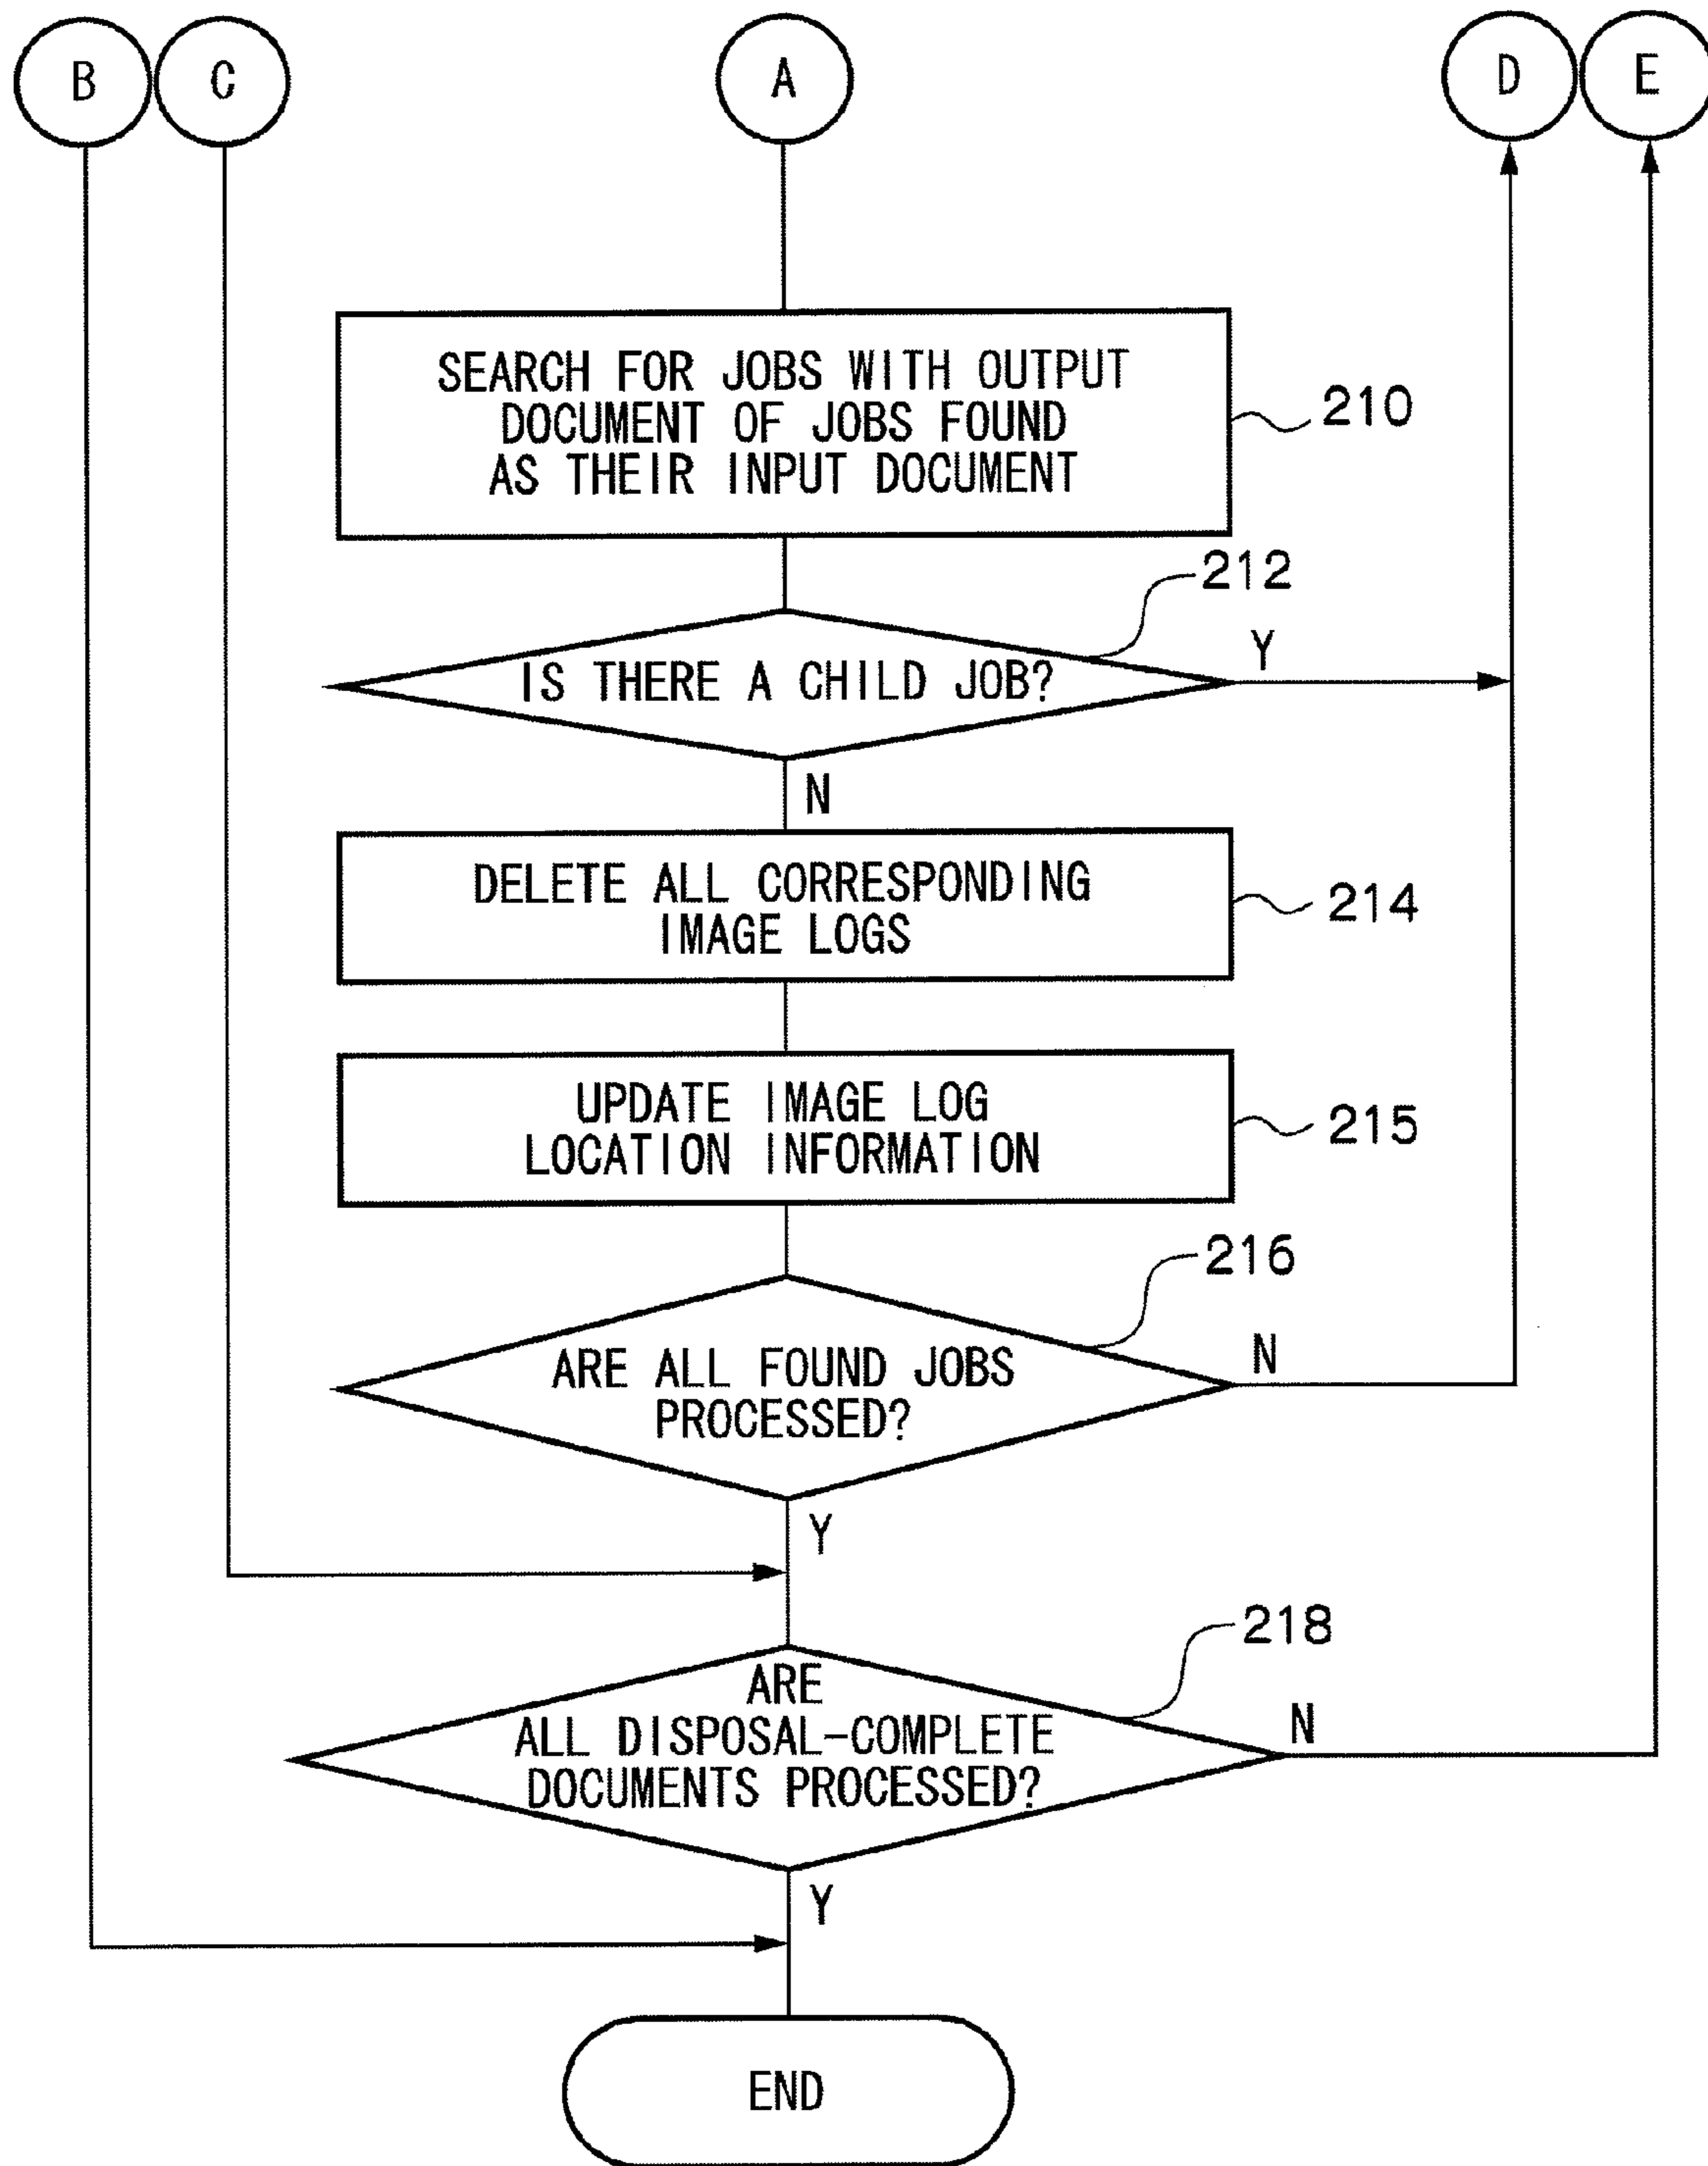 B
C
A
D
E
SEARCH FOR JOBS WITH OUTPUT
DOCUMENT OF JOBS FOUND
AS THEIR INPUT DOCUMENT
210
212
IS THERE A CHILD JOB?
Y
N
DELETE ALL CORRESPONDING
IMAGE LOGS
214
UPDATE IMAGE LOG
LOCATION INFORMATION
215
216
ARE ALL FOUND JOBS
PROCESSED?
N
Y
218
ARE
ALL DISPOSAL-COMPLETE
DOCUMENTS PROCESSED?
N
Y
END